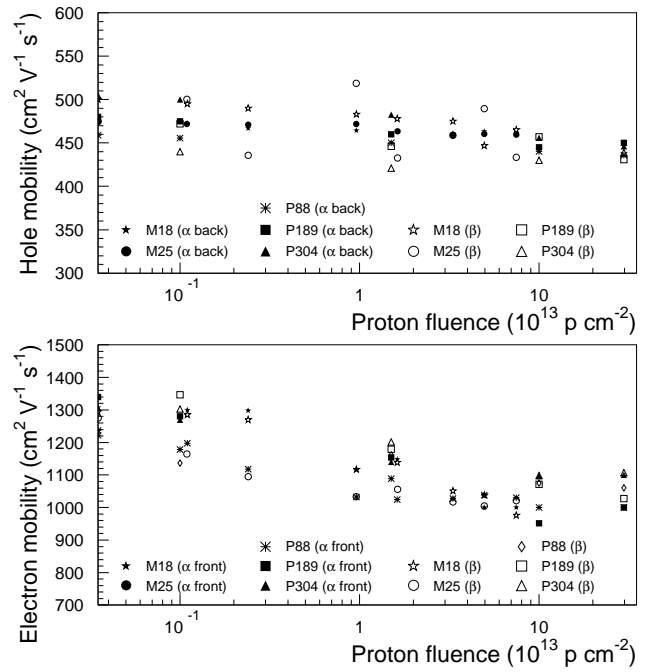 600
550
500
450
400
350
300
Hole mobility (cm² V⁻¹ s⁻¹)
P88 (α back)
M18 (α back) P189 (α back) M18 (β) P189 (β)
M25 (α back) P304 (α back) M25 (β) P304 (β)
10⁻¹ 1 10
Proton fluence (10¹³ p cm⁻²)
1500
1400
1300
1200
1100
1000
900
800
700
600
Electron mobility (cm² V⁻¹ s⁻¹)
P88 (α front) P88 (β)
M18 (α front) P189 (α front) M18 (β) P189 (β)
M25 (α front) P304 (α front) M25 (β) P304 (β)
10⁻¹ 1 10
Proton fluence (10¹³ p cm⁻²)